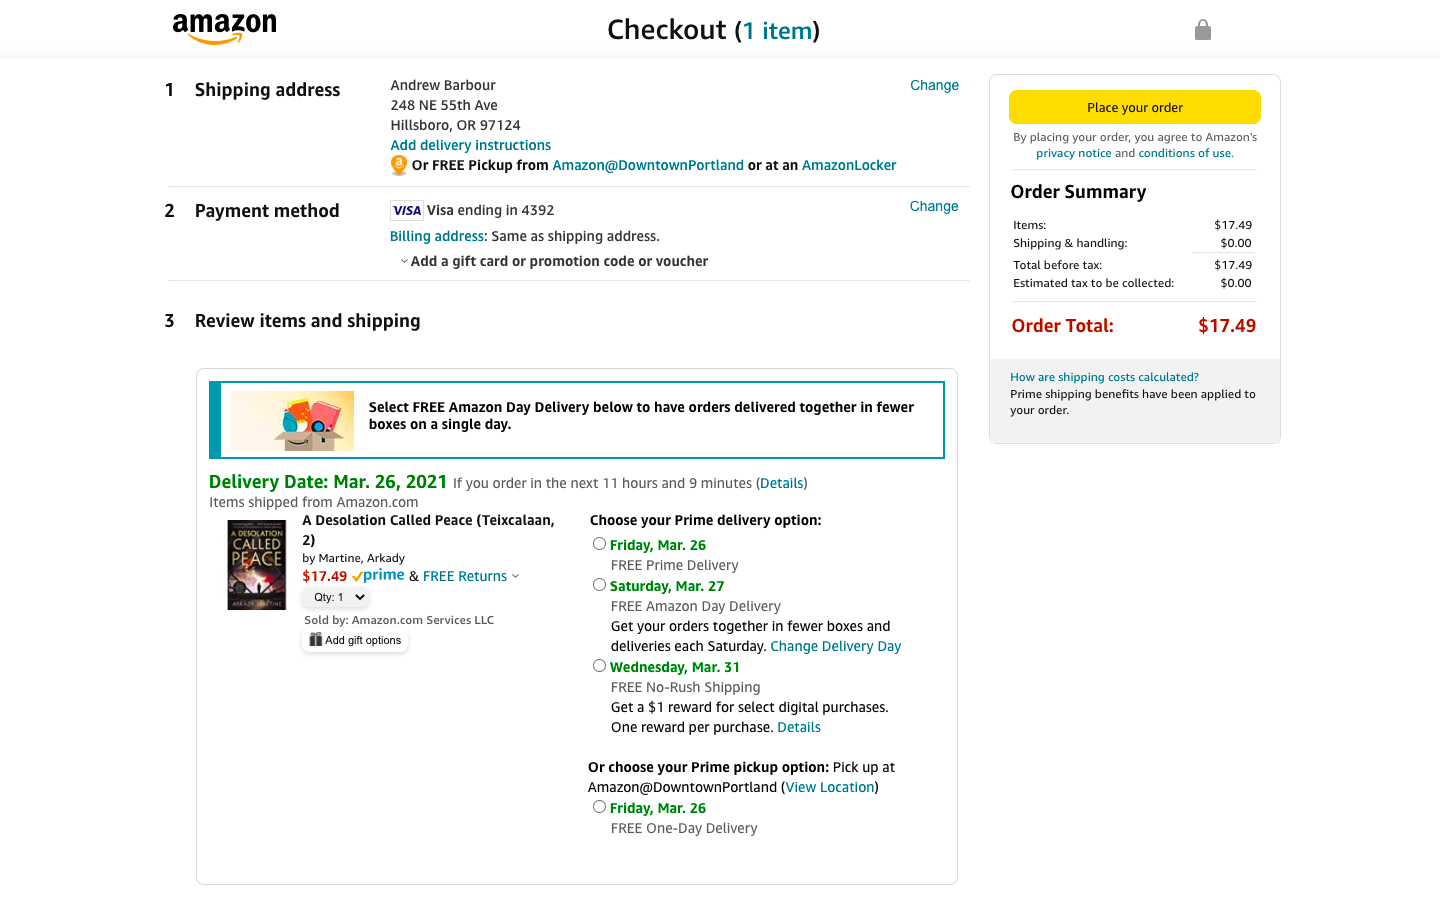 amazon
Checkout (1 item)
1 Shipping address
Andrew Barbour
248 NE 55th Ave
Hillsboro, OR 97124
Add delivery instructions
Or FREE Pickup from Amazon@DowntownPortland or at an AmazonLocker
Change
2 Payment method
VISA Visa ending in 4392
Billing address: Same as shipping address.
Add a gift card or promotion code or voucher
Change
3 Review items and shipping
Select FREE Amazon Day Delivery below to have orders delivered together in fewer
boxes on a single day.
Delivery Date: Mar. 26, 2021 If you order in the next 11 hours and 9 minutes (Details)
Items shipped from Amazon.com
A DESOLATION
CALLED
PEACE
ARKADY MARTINE
A Desolation Called Peace (Teixcalaan,
2)
by Martine, Arkady
$17.49 prime & FREE Returns
Qty: 1
Sold by: Amazon.com Services LLC
Add gift options
Choose your Prime delivery option:
Friday, Mar. 26
FREE Prime Delivery
Saturday, Mar. 27
FREE Amazon Day Delivery
Get your orders together in fewer boxes and
deliveries each Saturday. Change Delivery Day
Wednesday, Mar. 31
FREE No-Rush Shipping
Get a $1 reward for select digital purchases.
One reward per purchase. Details
Or choose your Prime pickup option: Pick up at
Amazon@DowntownPortland (View Location)
Friday, Mar. 26
FREE One-Day Delivery
Place your order
By placing your order, you agree to Amazon's
privacy notice and conditions of use.
Order Summary
Items: $17.49
Shipping & handling: $0.00
Total before tax: $17.49
Estimated tax to be collected: $0.00
Order Total: $17.49
How are shipping costs calculated?
Prime shipping benefits have been applied to
your order.